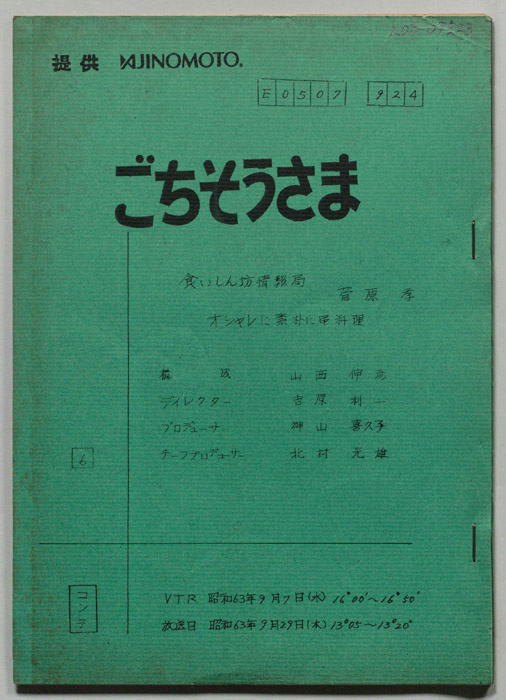 提供 AJINOMOTO®
E0507 924
ごちそうさま
食いしん坊情報局
菅原 孝
オシャレに素朴に串料理
構成 山西伸彦
ディレクター 吉原利一
プロデューサー 神山喜久子
チーフプロデューサー 北村光雄
6
コンテ
VTR 昭和63年9月7日(水) 16°00'~16°50'
放送日 昭和63年9月29日(木) 13°05~13°20'